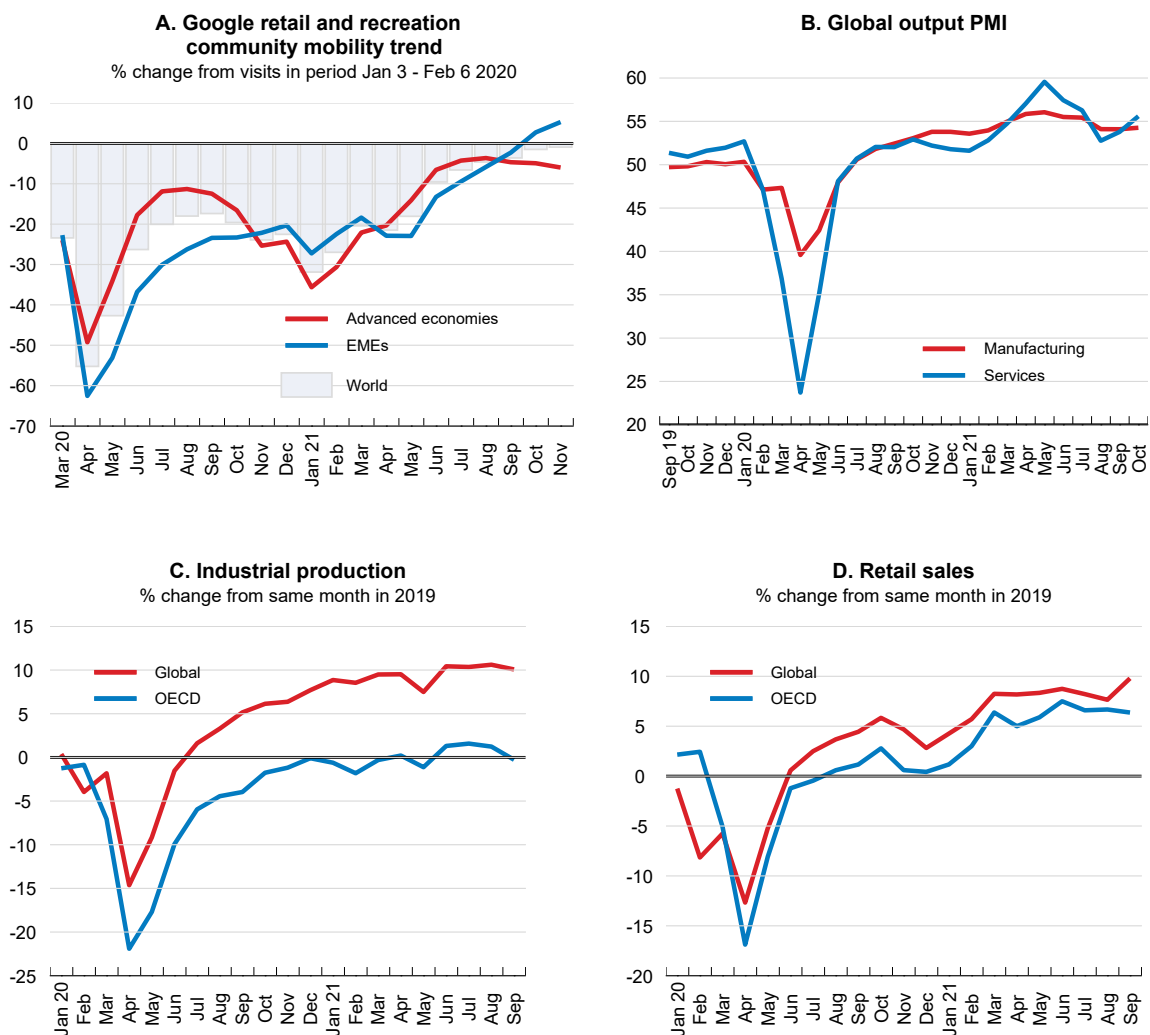 A. Google retail and recreation
community mobility trend
% change from visits in period Jan 3 - Feb 6 2020
10
0
-10
-20
-30
-40
-50
-60
-70
Advanced economies
EMEs
World
Mar 20
Apr
May
Jun
Jul
Aug
Sep
Oct
Nov
Dec
Jan 21
Feb
Mar
Apr
May
Jun
Jul
Aug
Sep
Oct
Nov
B. Global output PMI
60
55
50
45
40
35
30
25
20
Manufacturing
Services
Sep 19
Oct
Nov
Dec
Jan 20
Feb
Mar
Apr
May
Jun
Jul
Aug
Sep
Oct
Nov
Dec
Jan 21
Feb
Mar
Apr
May
Jun
Jul
Aug
Sep
Oct
C. Industrial production
% change from same month in 2019
15
10
5
0
-5
-10
-15
-20
-25
Global
OECD
Jan 20
Feb
Mar
Apr
May
Jun
Jul
Aug
Sep
Oct
Nov
Dec
Jan 21
Feb
Mar
Apr
May
Jun
Jul
Aug
Sep
D. Retail sales
% change from same month in 2019
15
10
5
0
-5
-10
-15
-20
Global
OECD
Jan 20
Feb
Mar
Apr
May
Jun
Jul
Aug
Sep
Oct
Nov
Dec
Jan 21
Feb
Mar
Apr
May
Jun
Jul
Aug
Sep